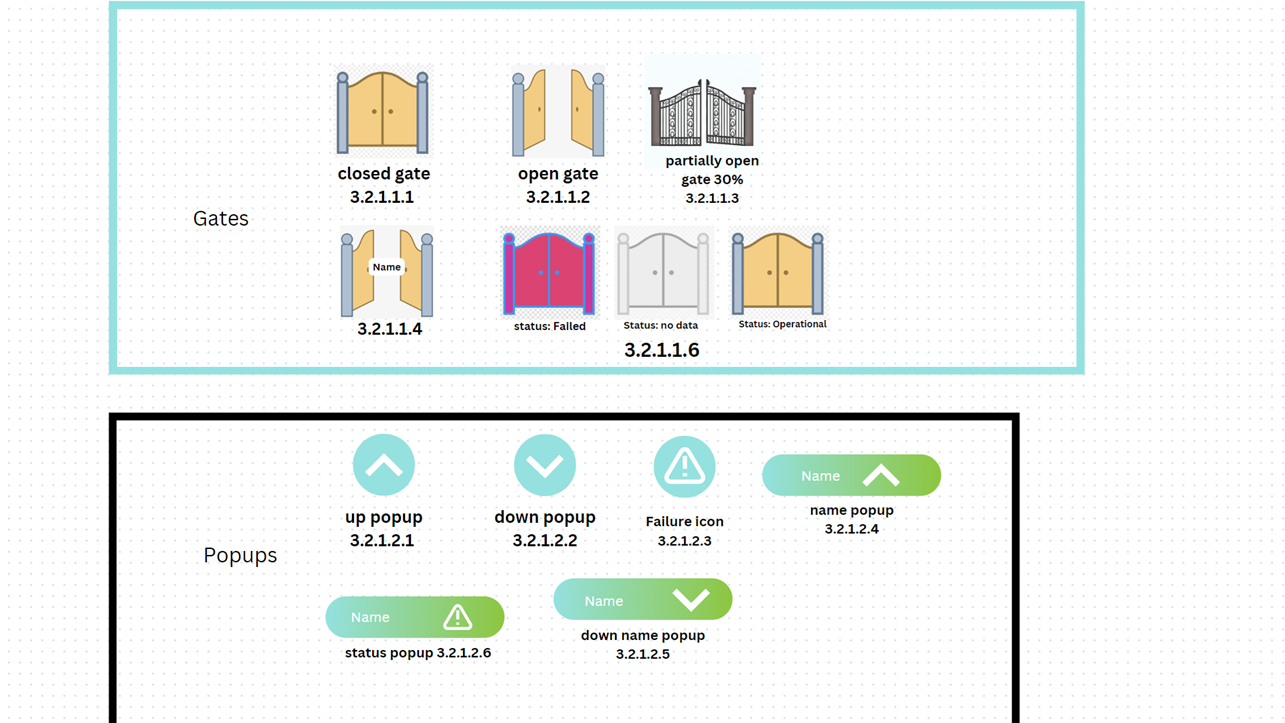 closed gate
3.2.1.1.1
open gate
3.2.1.1.2
partially open
gate 30%
3.2.1.1.3
Gates
Name
3.2.1.1.4
status: Failed
Status: no data
Status: Operational
3.2.1.1.6
up popup
3.2.1.2.1
down popup
3.2.1.2.2
Failure icon
3.2.1.2.3
Name
name popup
3.2.1.2.4
Popups
Name
status popup 3.2.1.2.6
Name
down name popup
3.2.1.2.5